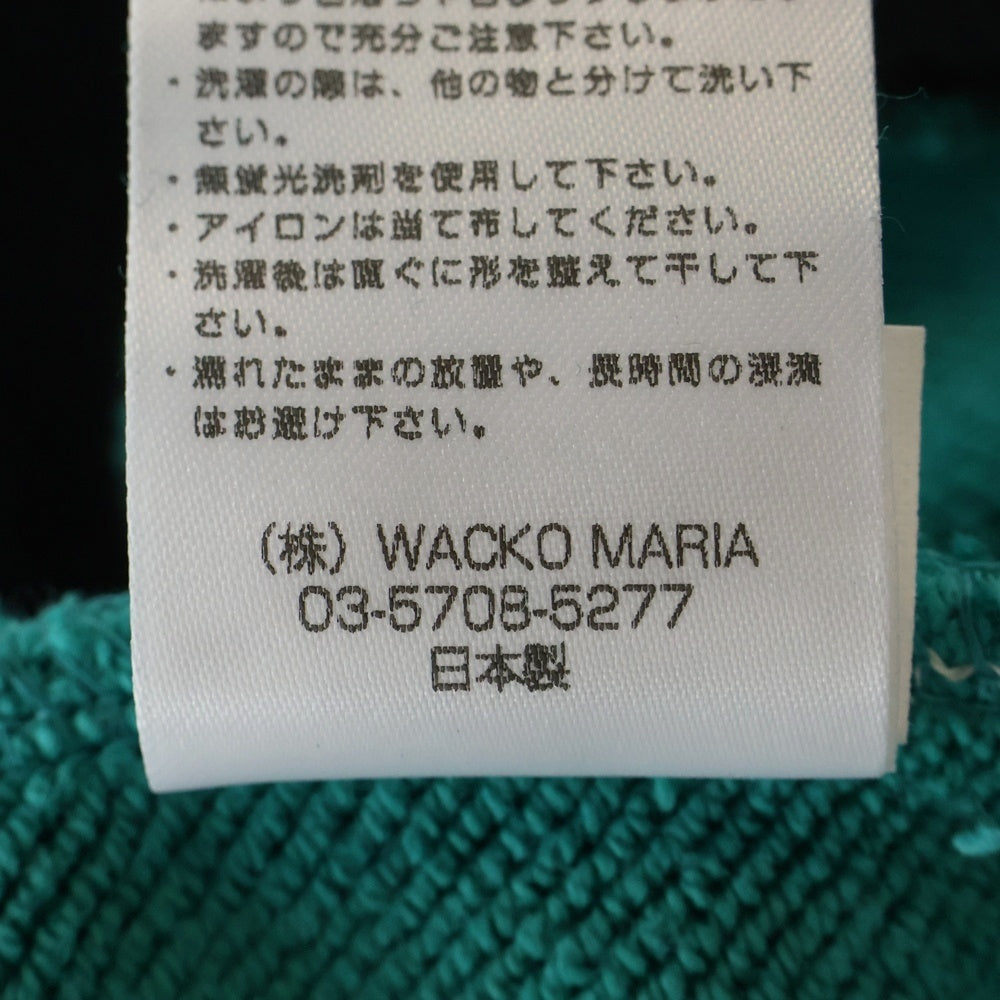 ますので充分ご注意下さい。
・洗濯の際は、他の物と分けて洗い下
さい。
・無蛍光洗剤を使用して下さい。
・アイロンは当て布してください。
・洗濯後は直ぐに形を整えて干して下
さい。
・濡れたままの放置や、長時間の浸漬
はお避け下さい。
(株) WACKO MARIA
03-5708-5277
日本製